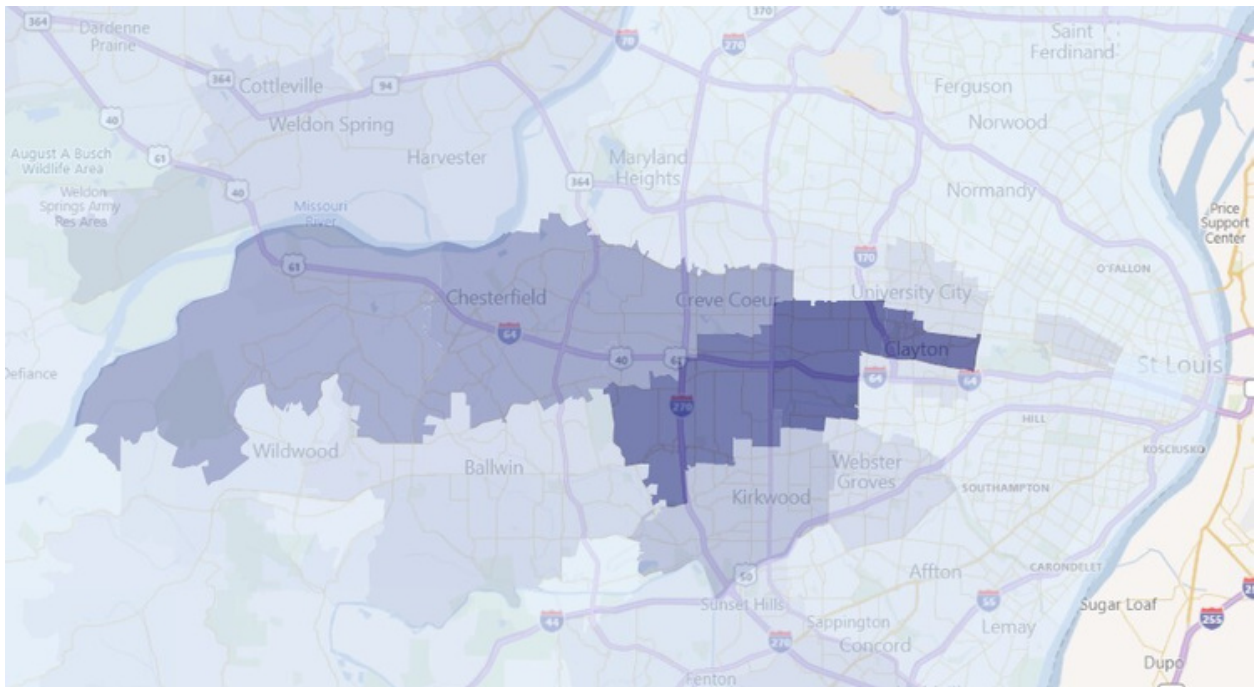 364
Dardenne
Prairie
370
70
270
Saint
Ferdinand
364
Cottleville
94
Ferguson
40
Weldon Spring
Norwood
August A Busch
Wildlife Area
61
Harvester
Maryland
Heights
40
364
Normandy
Weldon
Springs Army
Res Area
Missouri
River
Price
Support
Center
61
170
O'FALLON
Chesterfield
Creve Coeur
University City
64
40
61
Clayton
St Louis
Defiance
64
64
270
HILL
Wildwood
Ballwin
Webster
Groves
KOSCIUSKO
Kirkwood
SOUTHAMPTON
50
Affton
CARONDELET
Sunset Hills
55
Sugar Loaf
44
Sappington
Lemay
255
270
Concord
Dupo
Fenton